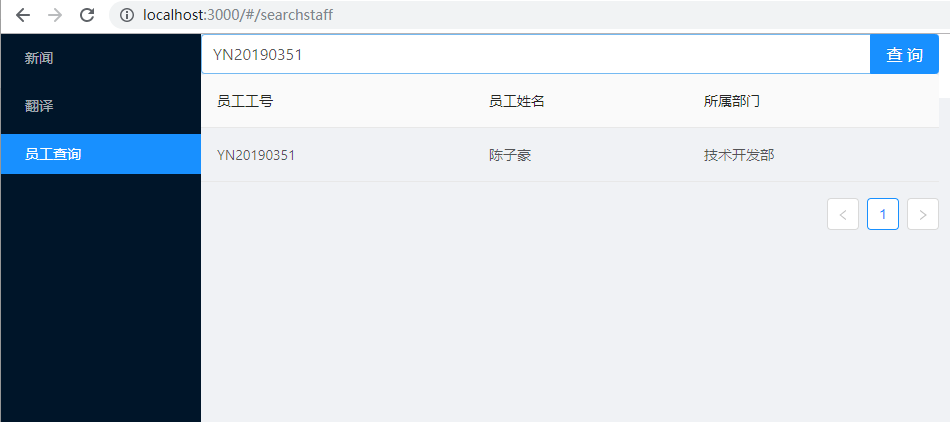 localhost:3000/#/searchstaff
新闻
翻译
员工查询
YN20190351 查 询
员工工号 员工姓名 所属部门
YN20190351 陈子豪 技术开发部
< 1 >